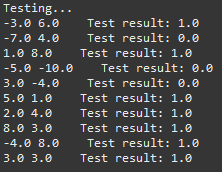 Testing...
-3.0 6.0    Test result: 1.0
-7.0 4.0    Test result: 0.0
1.0 8.0    Test result: 1.0
-5.0 -10.0    Test result: 0.0
3.0 -4.0    Test result: 0.0
5.0 1.0    Test result: 1.0
2.0 4.0    Test result: 1.0
8.0 3.0    Test result: 1.0
-4.0 8.0    Test result: 1.0
3.0 3.0    Test result: 1.0